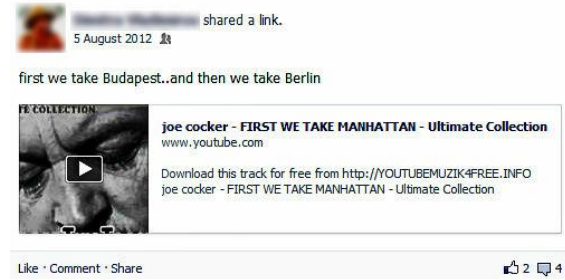 shared a link.
5 August 2012
first we take Budapest..and then we take Berlin
TE COLLECTION
joe cocker - FIRST WE TAKE MANHATTAN - Ultimate Collection
www.youtube.com
Download this track for free from http://YOUTUBEMUZIK4FREE.INFO
joe cocker - FIRST WE TAKE MANHATTAN - Ultimate Collection
Like · Comment · Share
2 4